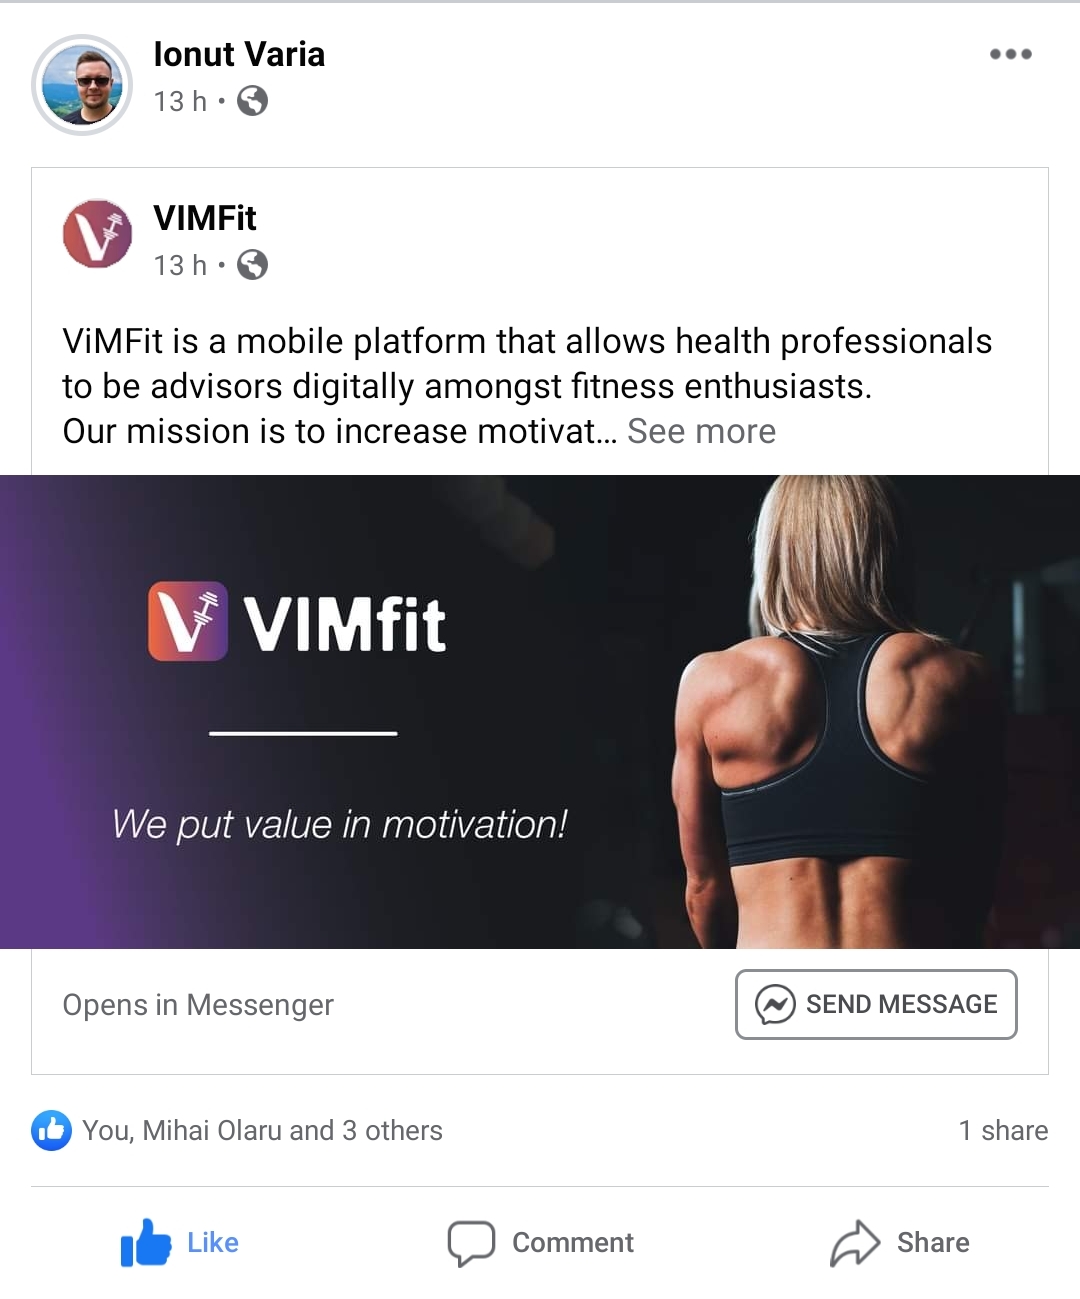 Ionut Varia
13 h •
VIMFit
13 h •
ViMFit is a mobile platform that allows health professionals
to be advisors digitally amongst fitness enthusiasts.
Our mission is to increase motivat... See more
VIMfit
We put value in motivation!
Opens in Messenger
SEND MESSAGE
You, Mihai Olaru and 3 others
1 share
Like
Comment
Share